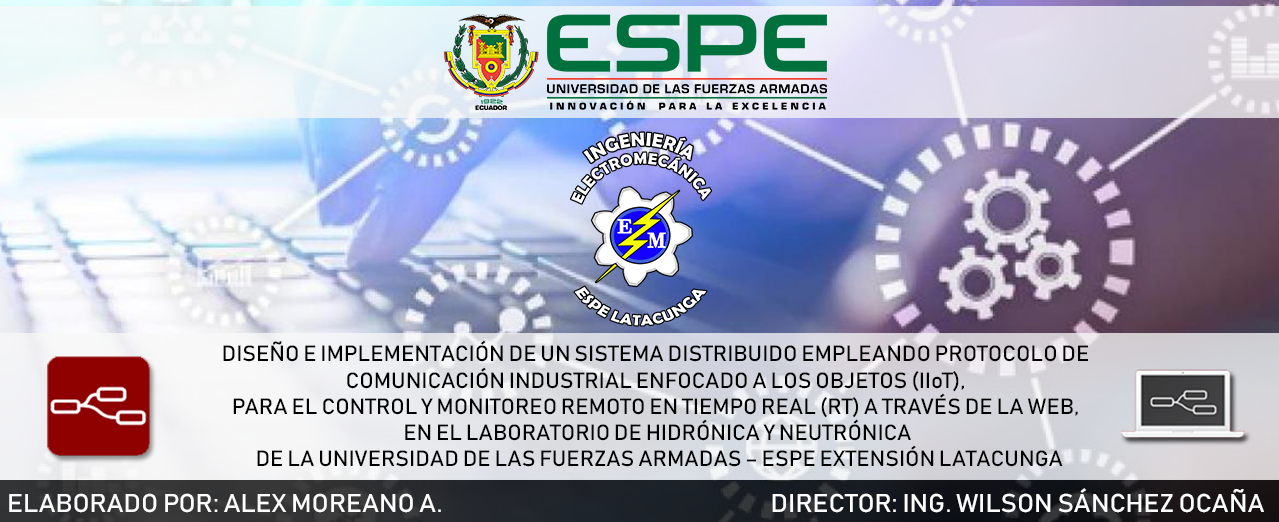 ESPE
UNIVERSIDAD DE LAS FUERZAS ARMADAS
INNOVACIÓN PARA LA EXCELENCIA
1922
ECUADOR
INGENIERÍA
ELECTROMECÁNICA
E M
ESPE LATACUNGA
DISEÑO E IMPLEMENTACIÓN DE UN SISTEMA DISTRIBUIDO EMPLEANDO PROTOCOLO DE
COMUNICACIÓN INDUSTRIAL ENFOCADO A LOS OBJETOS (IIoT),
PARA EL CONTROL Y MONITOREO REMOTO EN TIEMPO REAL (RT) A TRAVÉS DE LA WEB,
EN EL LABORATORIO DE HIDRÓNICA Y NEUTRÓNICA
DE LA UNIVERSIDAD DE LAS FUERZAS ARMADAS – ESPE EXTENSIÓN LATACUNGA
ELABORADO POR: ALEX MOREANO A.
DIRECTOR: ING. WILSON SÁNCHEZ OCAÑA